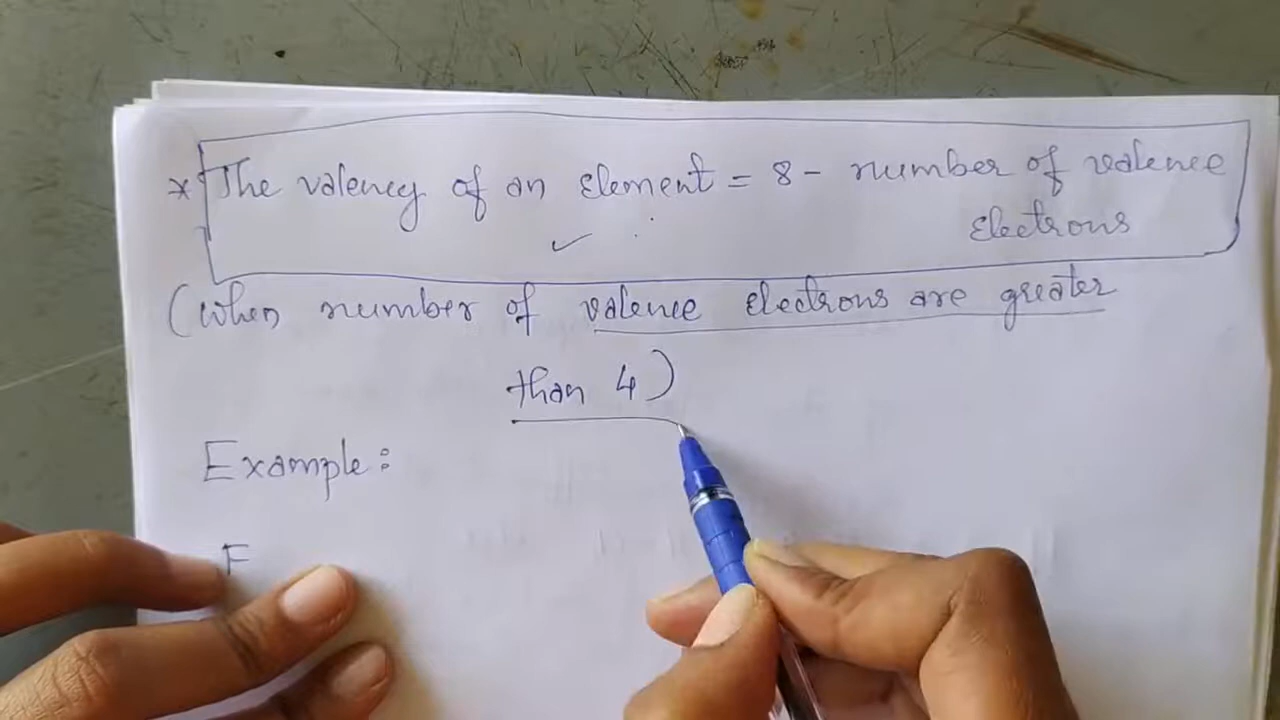 * The valency of an element = 8 - number of valence
electrons
(When number of valence electrons are greater
than 4)
Example:
F